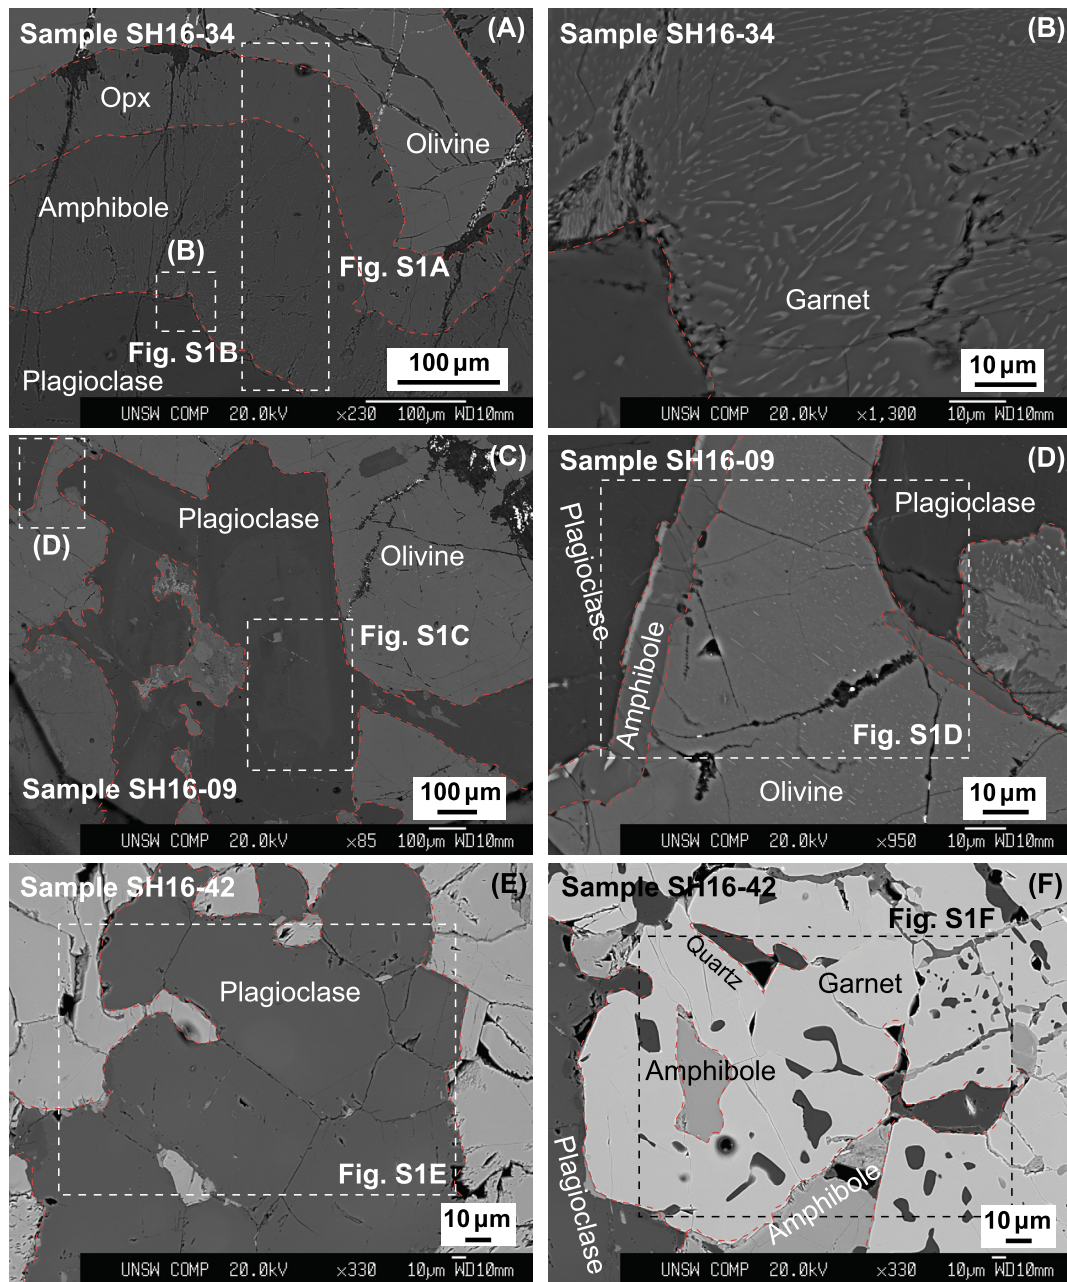 Sample SH16-34
(A)
Opx
Olivine
Amphibole
(B)
Fig. S1A
Fig. S1B
Plagioclase
100 µm
UNSW COMP 20.0kV ×230 100µm WD10mm
Sample SH16-34
(B)
Garnet
10 µm
UNSW COMP 20.0kV ×1,300 10µm WD10mm
(C)
Plagioclase
Olivine
(D)
Fig. S1C
Sample SH16-09
100 µm
UNSW COMP 20.0kV ×85 100µm WD10mm
Sample SH16-09
(D)
Plagioclase
Plagioclase
Amphibole
Fig. S1D
Olivine
10 µm
UNSW COMP 20.0kV ×950 10µm WD10mm
Sample SH16-42
(E)
Plagioclase
Fig. S1E
10 µm
UNSW COMP 20.0kV ×330 10µm WD10mm
Sample SH16-42
(F)
Fig. S1F
Quartz
Garnet
Amphibole
Plagioclase
Amphibole
10 µm
UNSW COMP 20.0kV ×330 10µm WD10mm